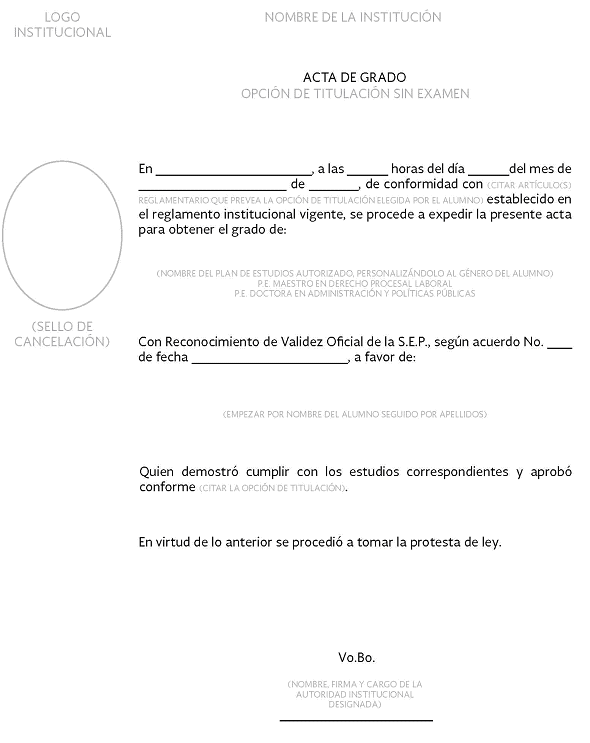 LOGO
INSTITUCIONAL
NOMBRE DE LA INSTITUCIÓN
ACTA DE GRADO
OPCIÓN DE TITULACIÓN SIN EXAMEN
En ______________________, a las ______ horas del día ______del mes de
_____________________ de _______, de conformidad con (CITAR ARTÍCULO(S)
REGLAMENTARIO QUE PREVEA LA OPCIÓN DE TITULACIÓN ELEGIDA POR EL ALUMNO) establecido en
el reglamento institucional vigente, se procede a expedir la presente acta
para obtener el grado de:
(NOMBRE DEL PLAN DE ESTUDIOS AUTORIZADO, PERSONALIZÁNDOLO AL GÉNERO DEL ALUMNO)
P.E. MAESTRO EN DERECHO PROCESAL LABORAL
P.E. DOCTORA EN ADMINISTRACIÓN Y POLÍTICAS PÚBLICAS
(SELLO DE
CANCELACIÓN)
Con Reconocimiento de Validez Oficial de la S.E.P., según acuerdo No. ____
de fecha ______________________, a favor de:
(EMPEZAR POR NOMBRE DEL ALUMNO SEGUIDO POR APELLIDOS)
Quien demostró cumplir con los estudios correspondientes y aprobó
conforme (CITAR LA OPCIÓN DE TITULACIÓN).
En virtud de lo anterior se procedió a tomar la protesta de ley.
Vo.Bo.
(NOMBRE, FIRMA Y CARGO DE LA
AUTORIDAD INSTITUCIONAL
DESIGNADA)